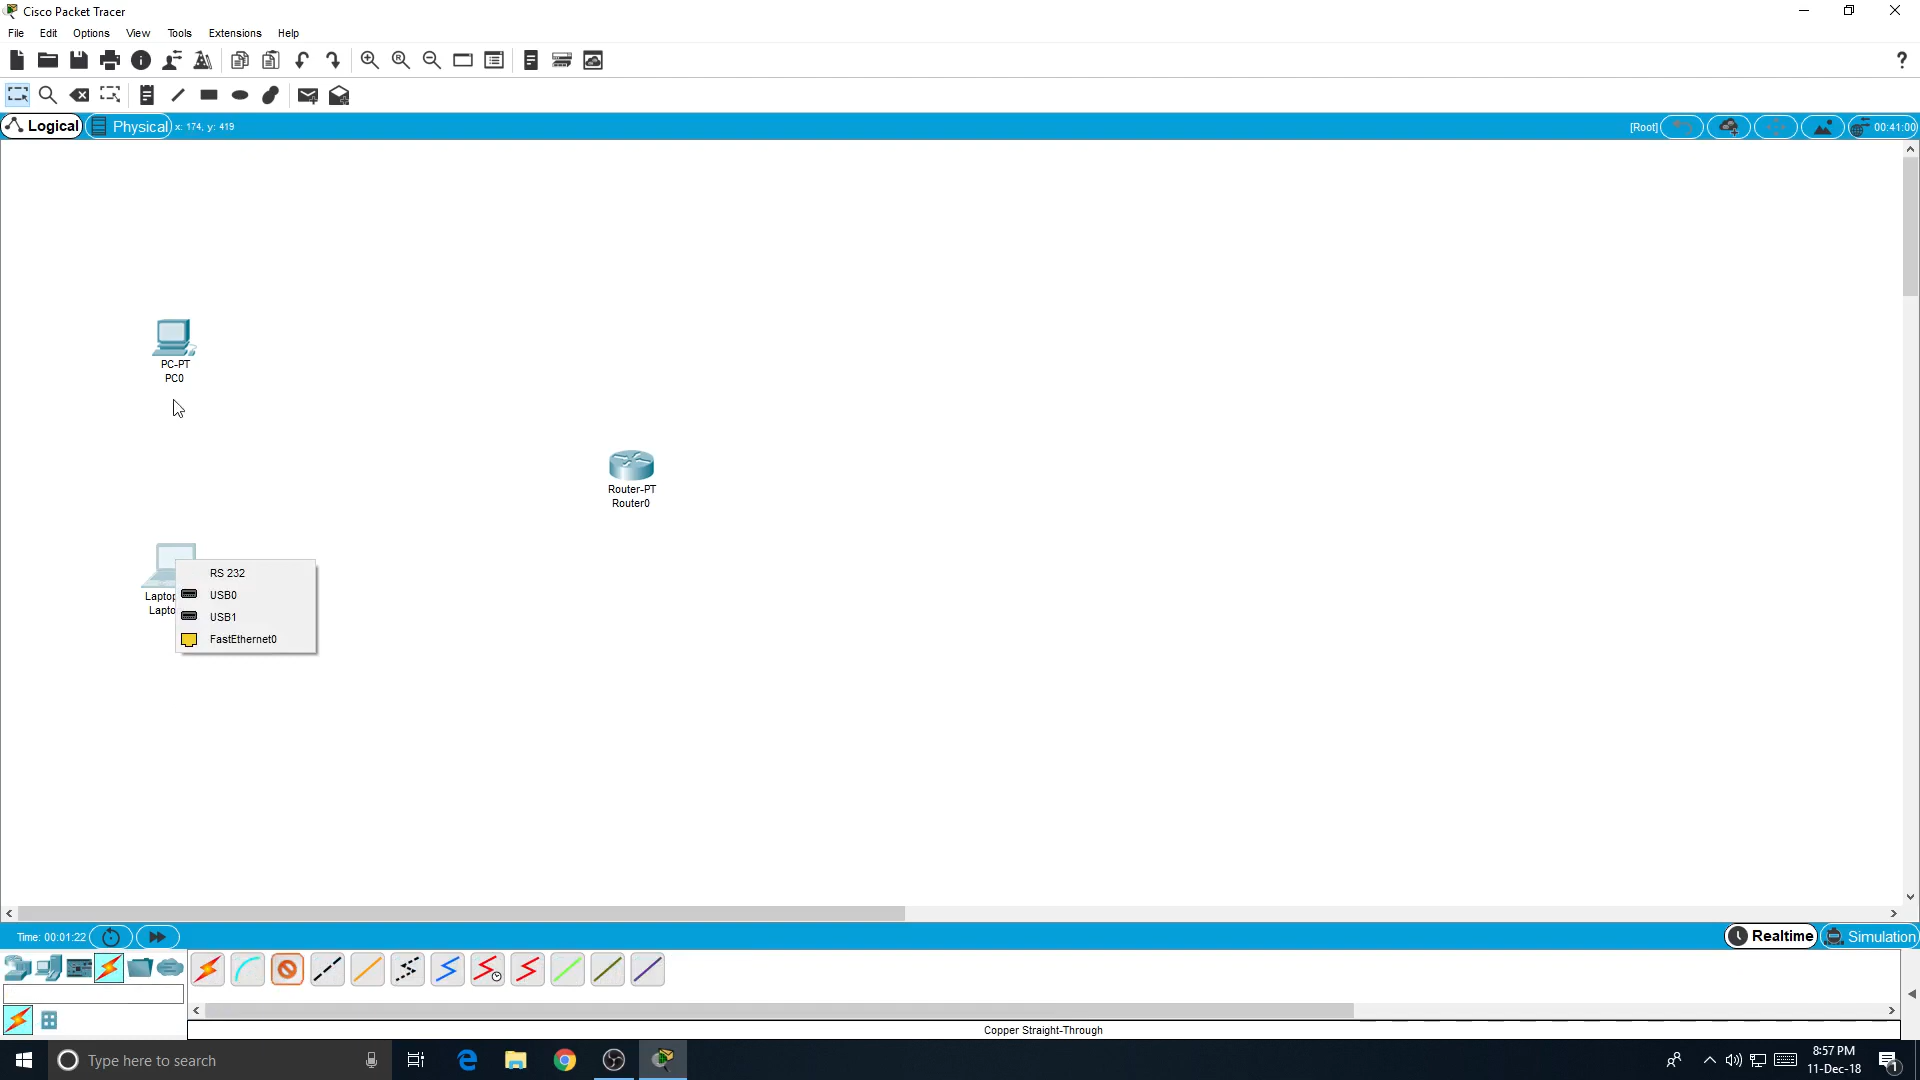 Cisco Packet Tracer
File Edit Options View Tools Extensions Help
Logical Physical x: 174, y: 419 [Root] 00:41:00
PC-PT
PC0
Router-PT
Router0
Laptop
Lapto
RS 232
USB0
USB1
FastEthernet0
Time: 00:01:22 Realtime Simulation
Copper Straight-Through
Type here to search
8:57 PM
11-Dec-18
1